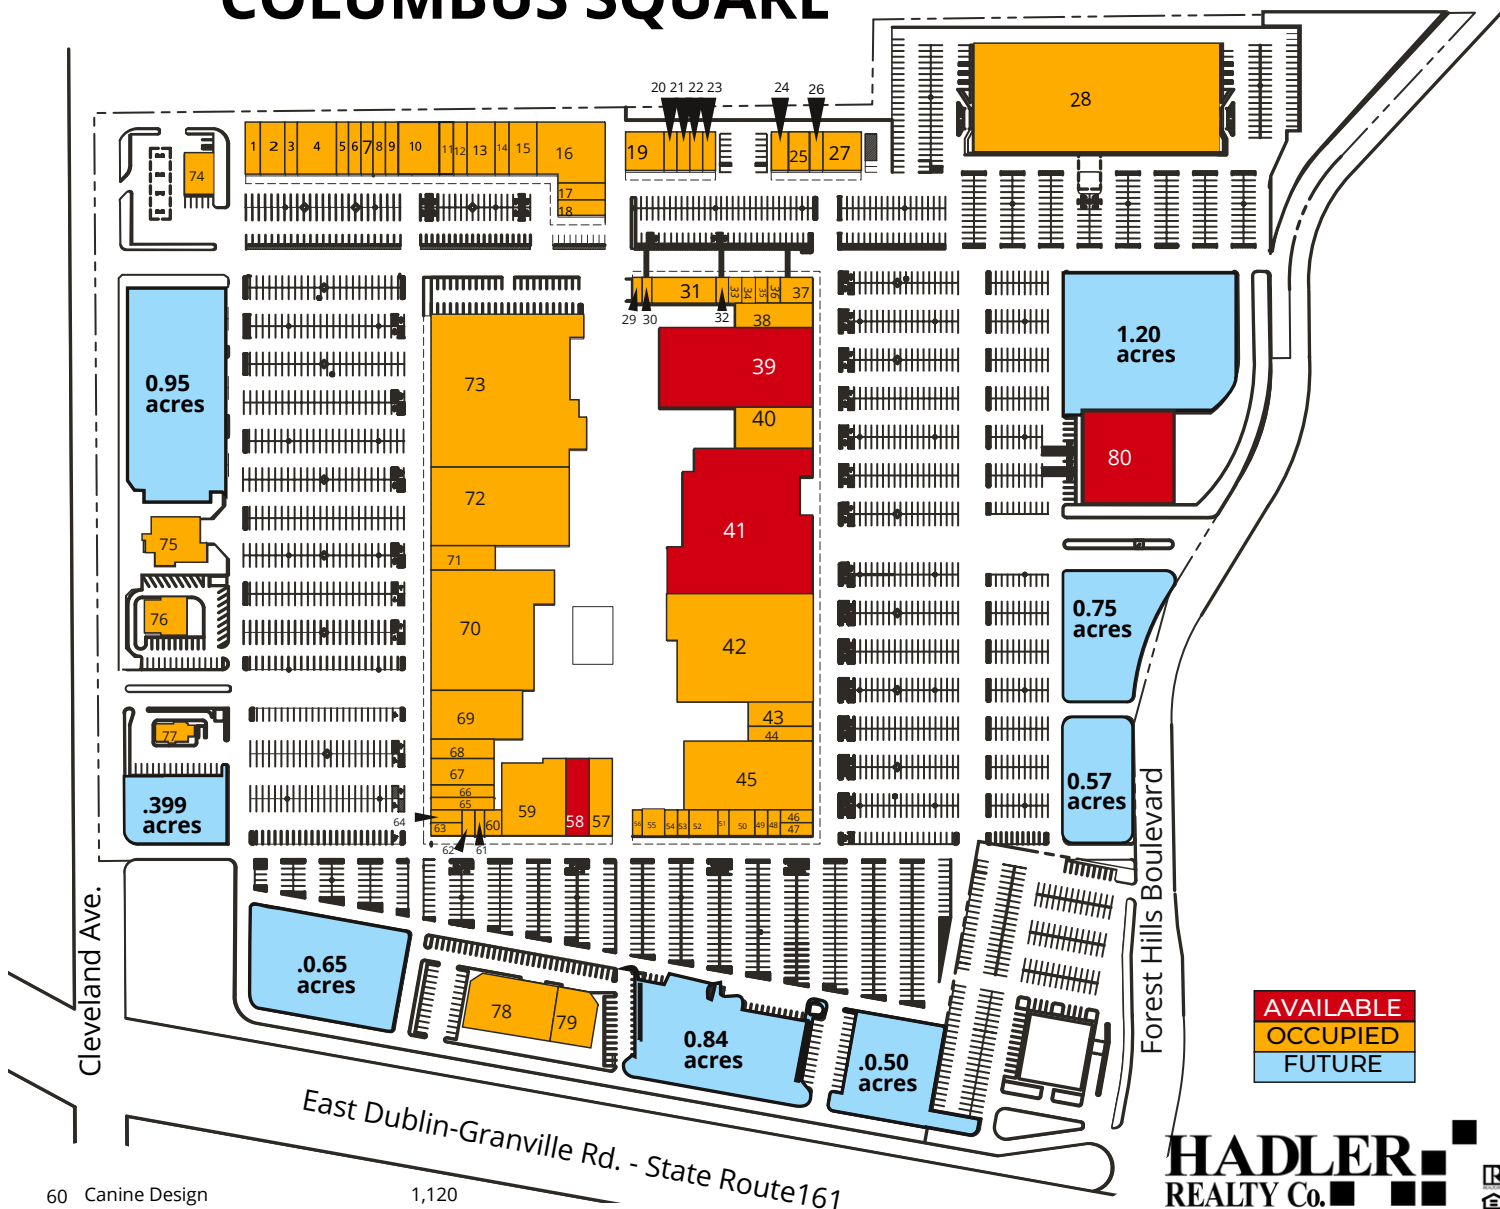 COLUMBUS SQUARE
20 21 22 23
24
26
28
1 2 3 4 5 6 7 8 9 10 11 12 13 14 15 16
17
18
19
25 27
74
29 30 31 32 33 34 35 36 37
38
39
40
41
42
43
44
45
46
47
56 55 54 53 52 51 50 49 48
73
72
71
70
69
68
67
66
65
64
63
62
61
60
59
58
57
0.95
acres
75
76
77
.399
acres
1.20
acres
80
0.75
acres
0.57
acres
.0.65
acres
78
79
0.84
acres
.0.50
acres
Cleveland Ave.
Forest Hills Boulevard
East Dublin-Granville Rd. - State Route161
AVAILABLE
OCCUPIED
FUTURE
HADLER
REALTY Co.
60 Canine Design 1,120